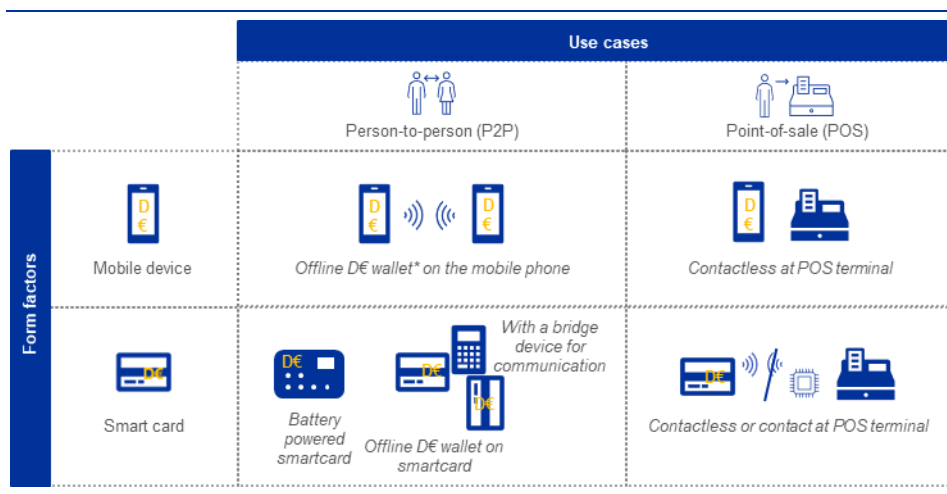 Use cases
Person-to-person (P2P)
Point-of-sale (POS)
Form factors
Mobile device
D
€
D
€
Offline D€ wallet* on the mobile phone
D
€
Contactless at POS terminal
D
€
Smart card
D€
D€
Battery
powered
smartcard
D€
D€
With a bridge
device for
communication
Offline D€ wallet on
smartcard
D€
Contactless or contact at POS terminal